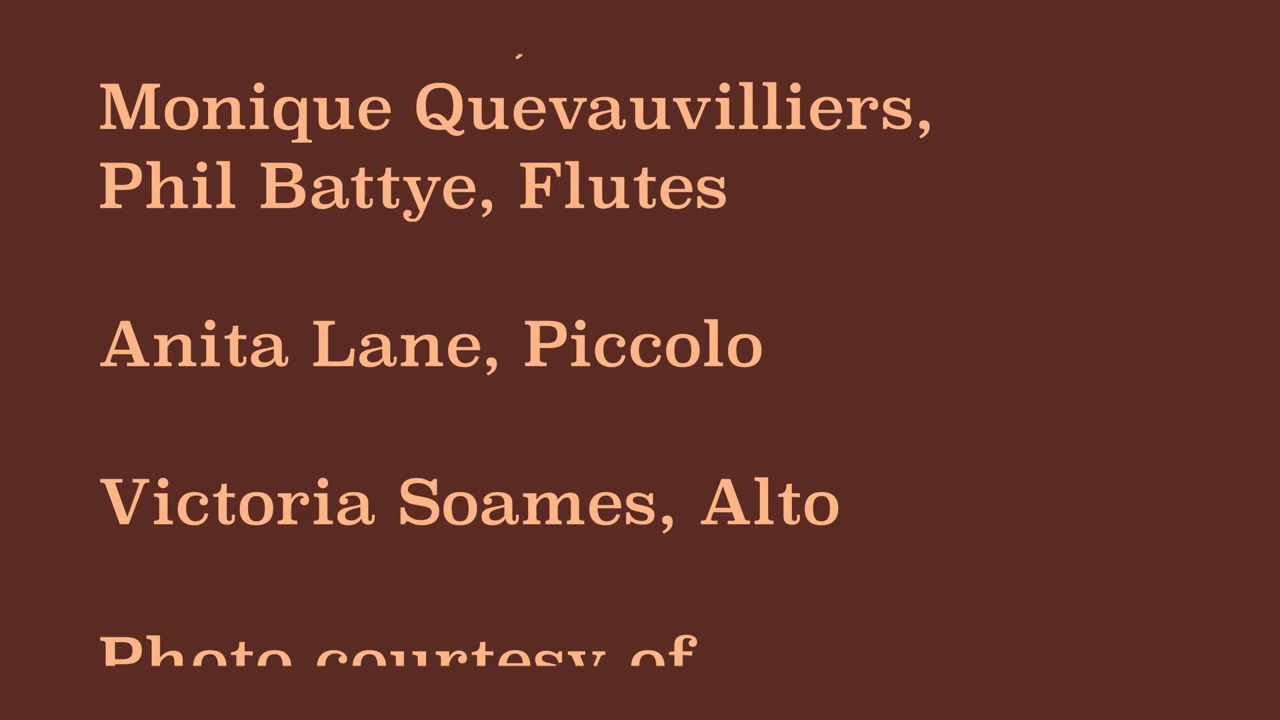 Monique Quevauvilliers,
Phil Battye, Flutes
Anita Lane, Piccolo
Victoria Soames, Alto
Photo courtesy of